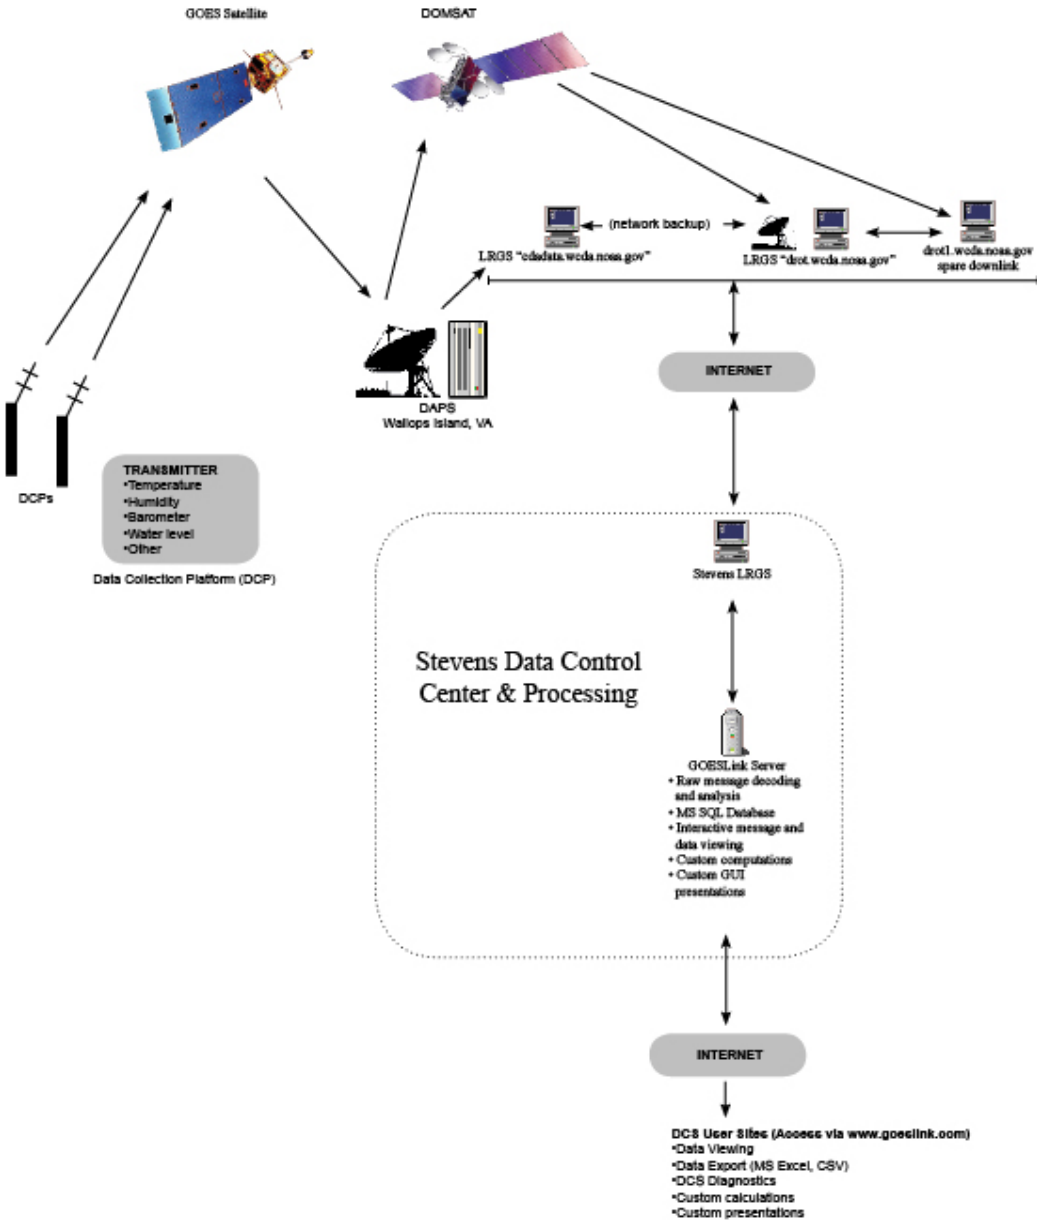 GOES Satellite
DOMSAT
(network backup)
LRGS "cdadata.wcda.noaa.gov"
LRGS "drot.wcda.noaa.gov"
drot1.wcda.noaa.gov
spare downlink
INTERNET
DAPS
Wallops Island, VA
DCPs
TRANSMITTER
•Temperature
•Humidity
•Barometer
•Water level
•Other
Data Collection Platform (DCP)
Stevens LRGS
Stevens Data Control
Center & Processing
GOESLink Server
• Raw message decoding
and analysis
• MS SQL Database
• Interactive message and
data viewing
• Custom computations
• Custom GUI
presentations
INTERNET
DCS User Sites (Access via www.goeslink.com)
•Data Viewing
•Data Export (MS Excel, CSV)
•DCS Diagnostics
•Custom calculations
•Custom presentations